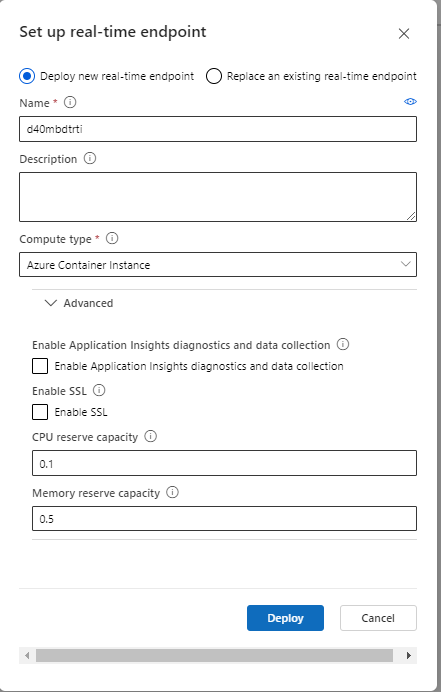 Set up real-time endpoint
Deploy new real-time endpoint Replace an existing real-time endpoint
Name *
d40mbdtrti
Description
Compute type *
Azure Container Instance
Advanced
Enable Application Insights diagnostics and data collection
Enable Application Insights diagnostics and data collection
Enable SSL
Enable SSL
CPU reserve capacity
0.1
Memory reserve capacity
0.5
Deploy Cancel